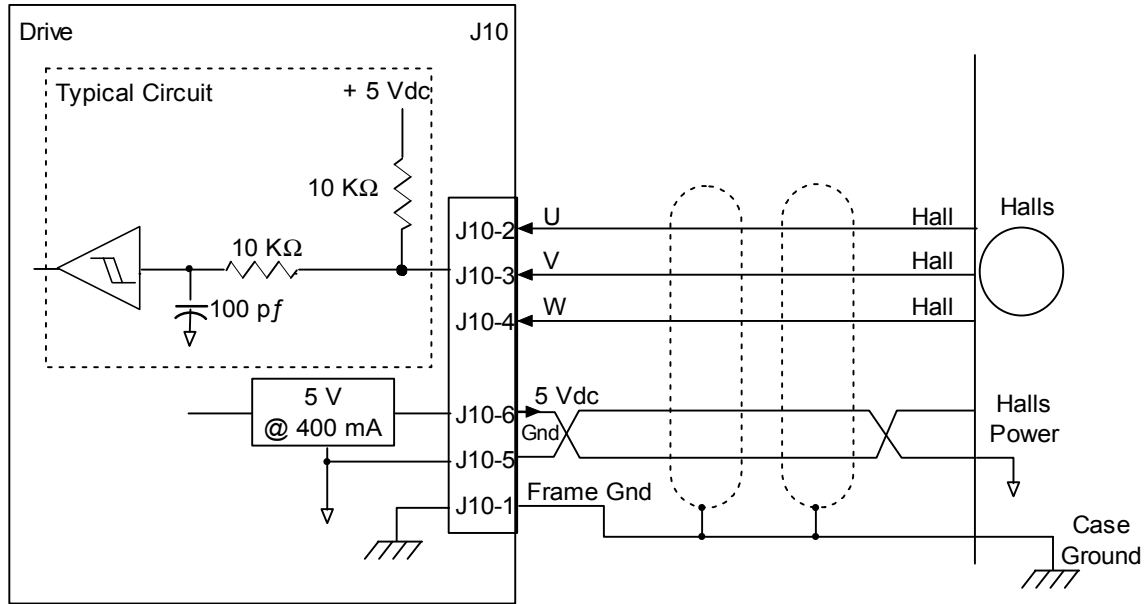 Drive
J10
Typical Circuit
+ 5 Vdc
10 KΩ
10 KΩ
100 pf
J10-2
U
Hall
Halls
J10-3
V
Hall
J10-4
W
Hall
5 V
@ 400 mA
J10-6
5 Vdc
Gnd
J10-5
Halls
Power
J10-1
Frame Gnd
Case
Ground